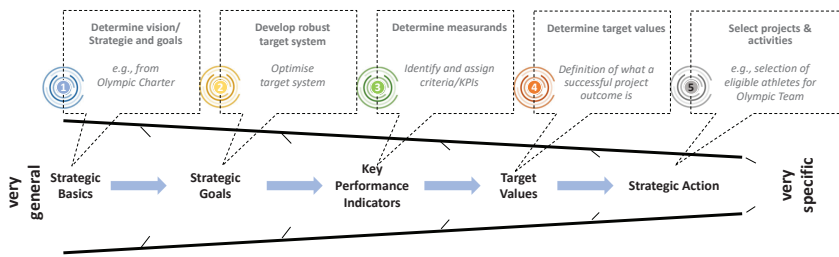 Determine vision/
Strategie and goals
e.g., from
Olympic Charter
1
Develop robust
target system
Optimise
target system
2
Determine measurands
Identify and assign
criteria/KPIs
3
Determine target values
Definition of what a
successful project
outcome is
4
Select projects &
activities
e.g., selection of
eligible athletes for
Olympic Team
5
very
general
Strategic
Basics
Strategic
Goals
Key
Performance
Indicators
Target
Values
Strategic Action
very
specific